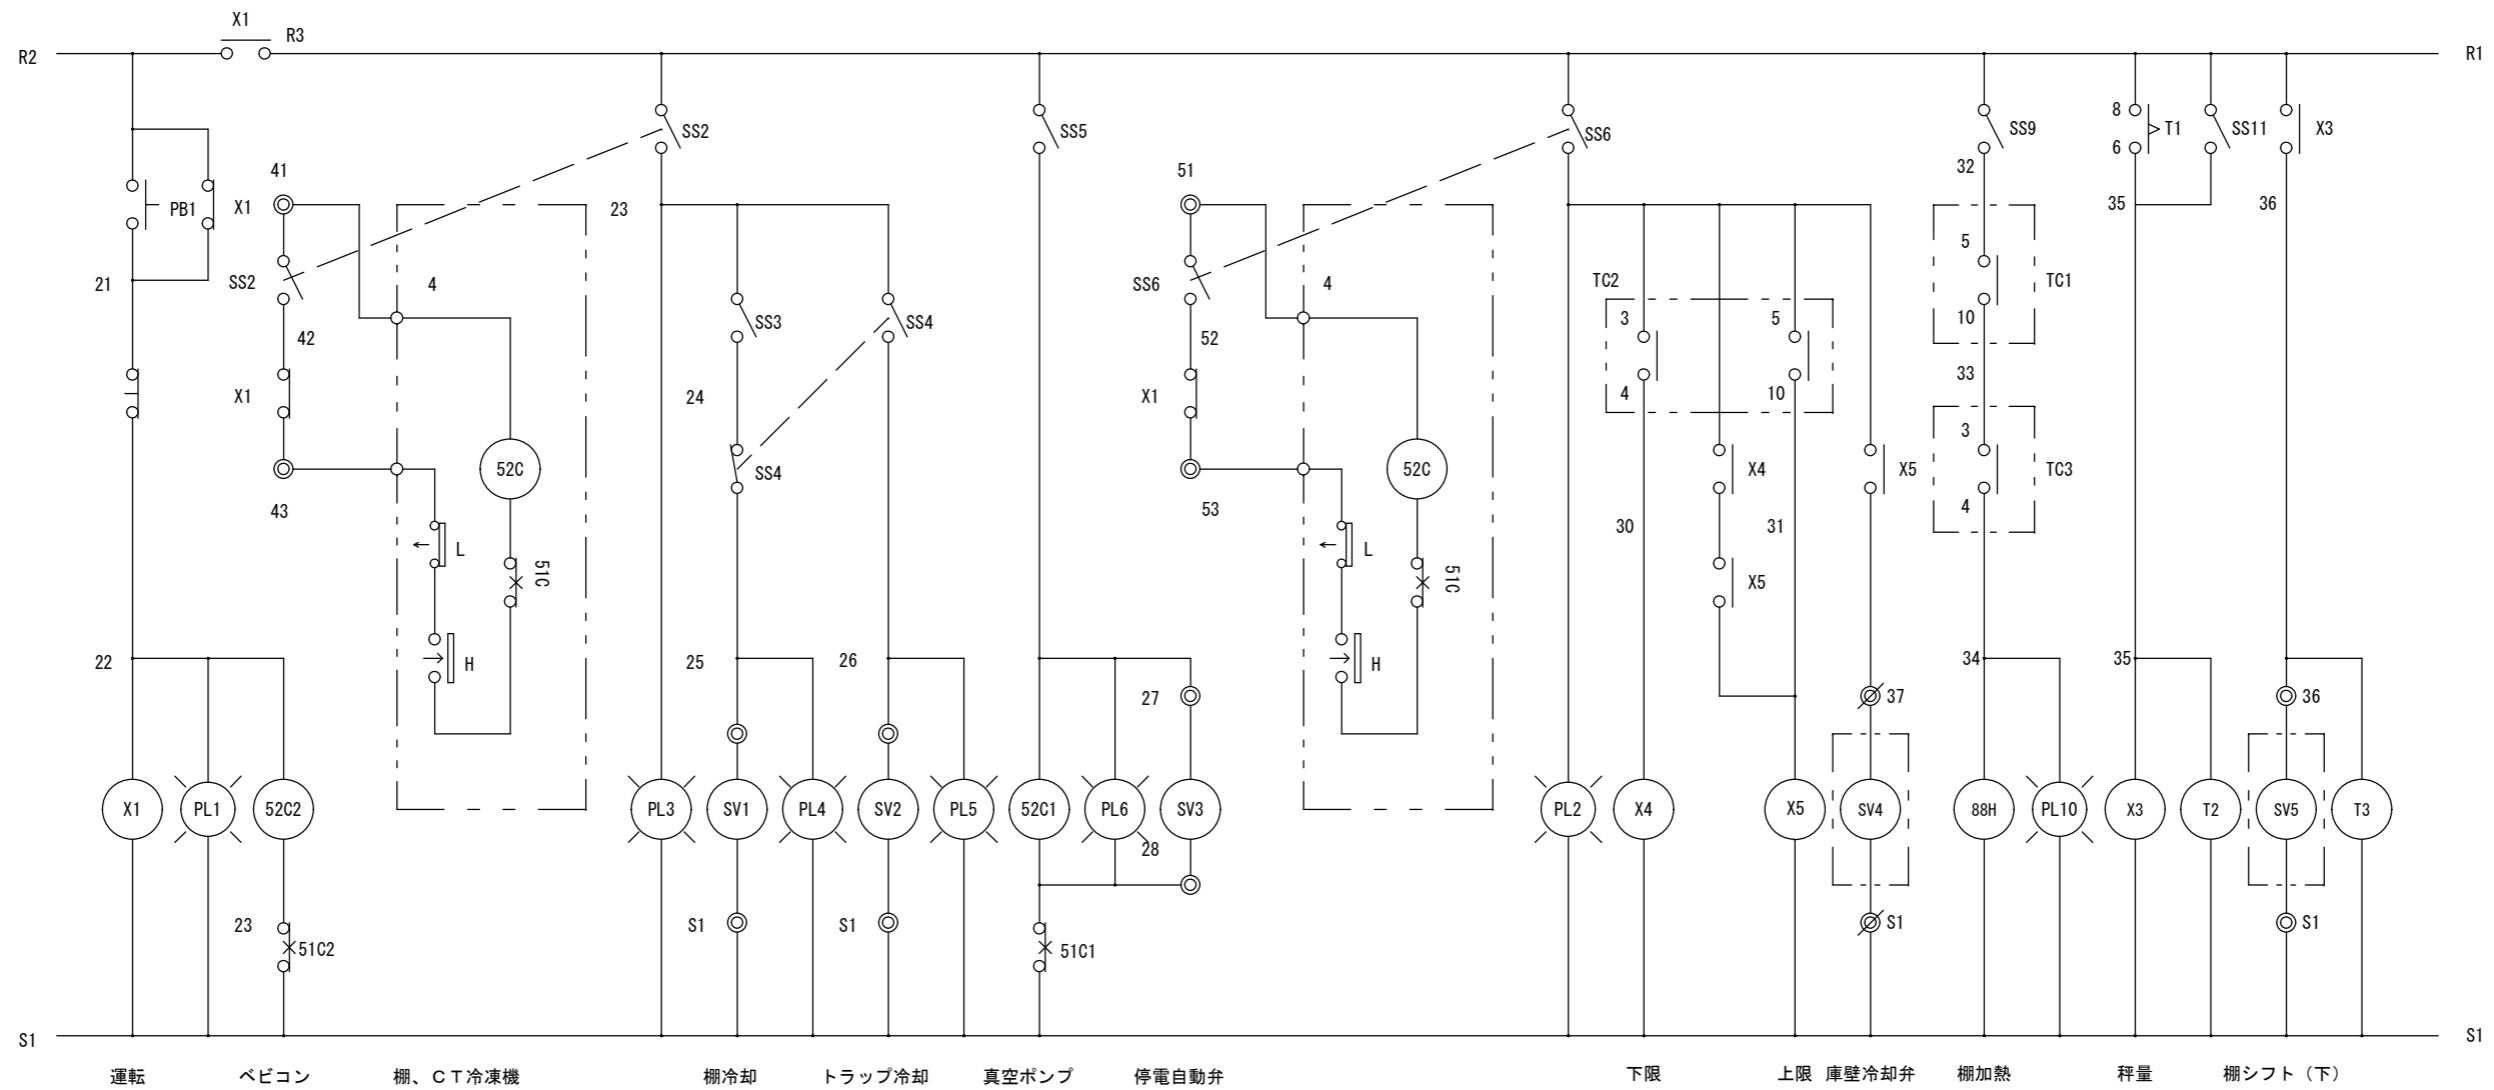 X1
R3
R2
R1
SS2
SS5
SS6
SS9
8
T1
6
SS11
X3
41
51
32
PB1
X1
23
35
36
21
SS2
4
SS6
4
TC2
5
TC1
3
5
10
SS3
SS4
42
52
33
X1
24
X1
4
10
3
TC3
52C
SS4
52C
X4
X5
4
43
53
30
31
L
51C
L
51C
X5
22
H
25
26
27
H
34
35
37
36
X1
PL1
52C2
PL3
SV1
PL4
SV2
PL5
52C1
PL6
SV3
PL2
X4
X5
SV4
88H
PL10
X3
T2
SV5
T3
28
23
51C2
S1
S1
51C1
S1
S1
S1
S1
運転
ベビコン
棚、CT冷凍機
棚冷却
トラップ冷却
真空ポンプ
停電自動弁
下限
上限
庫壁冷却弁
棚加熱
秤量
棚シフト(下)